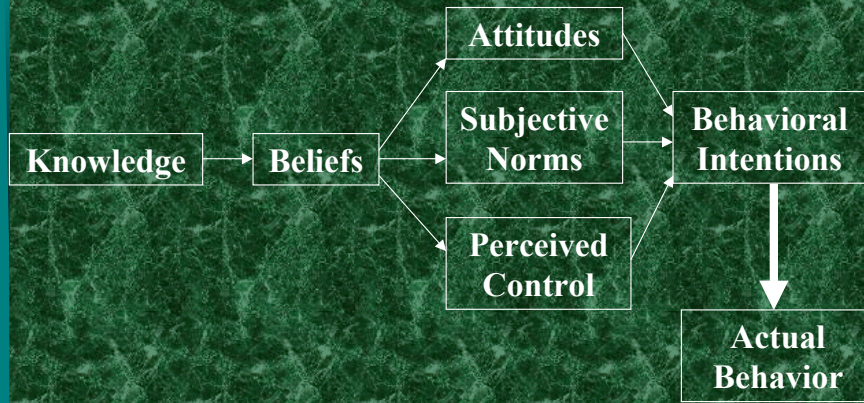 Knowledge
Beliefs
Attitudes
Subjective
Norms
Perceived
Control
Behavioral
Intentions
Actual
Behavior